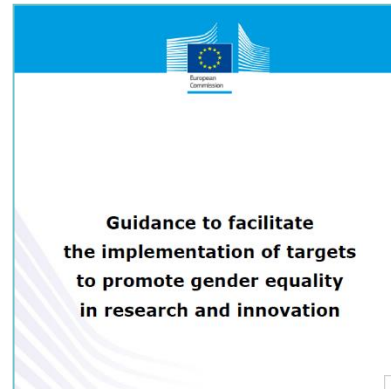 European
Commission
Guidance to facilitate
the implementation of targets
to promote gender equality
in research and innovation